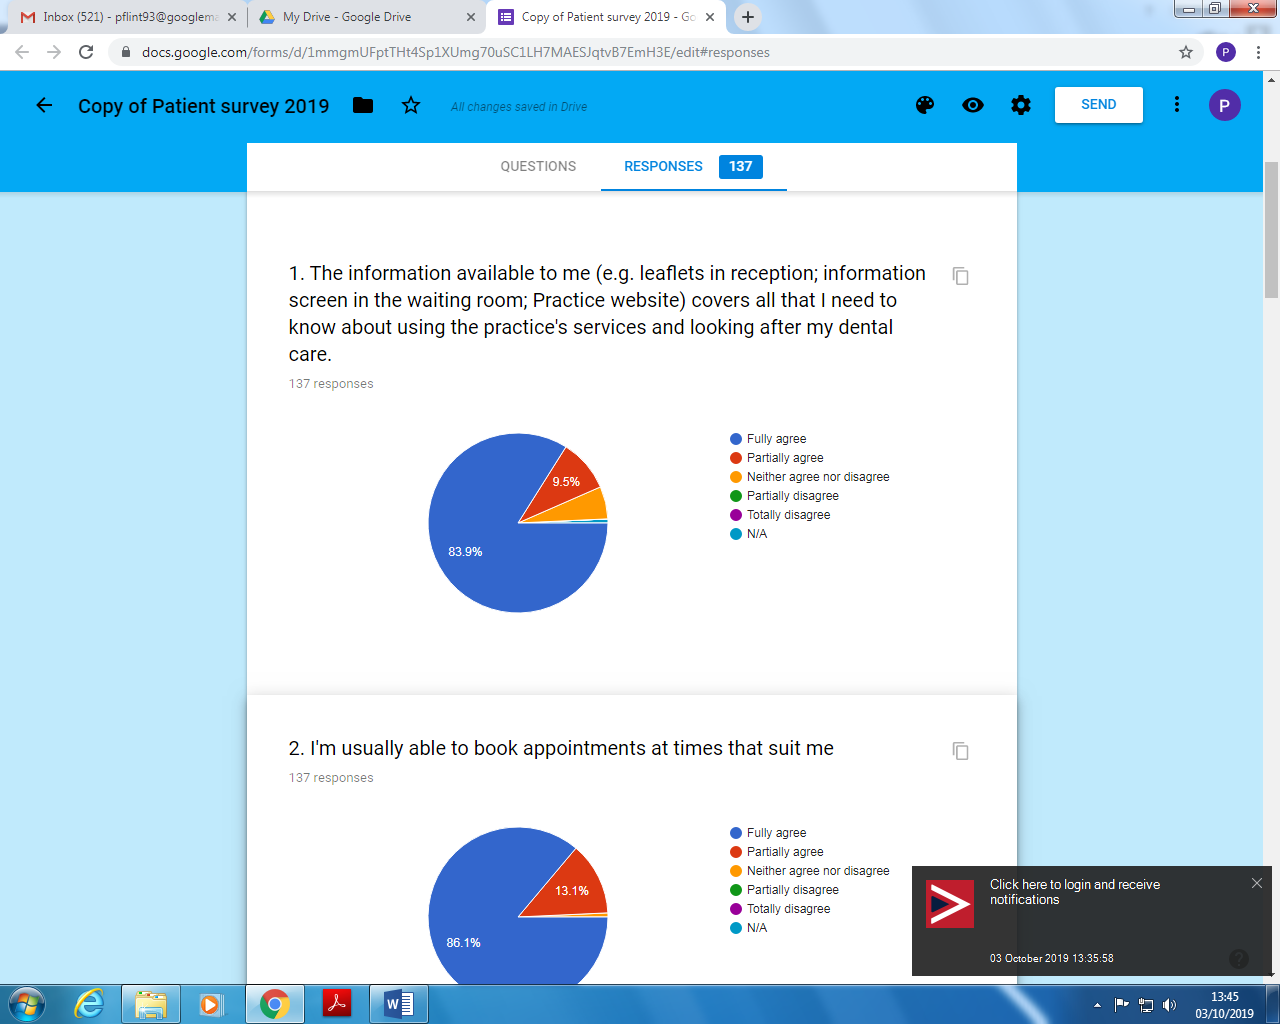 Inbox (521) - pflint93@googlema
My Drive - Google Drive
Copy of Patient survey 2019 - Go
docs.google.com/forms/d/1mmgmUFptTHt4Sp1XUmg70uSC1LH7MAESJqtvB7EmH3E/edit#responses
P
Copy of Patient survey 2019
All changes saved in Drive
SEND
P
QUESTIONS
RESPONSES 137
1. The information available to me (e.g. leaflets in reception; information
screen in the waiting room; Practice website) covers all that I need to
know about using the practice's services and looking after my dental
care.
137 responses
Fully agree
Partially agree
Neither agree nor disagree
Partially disagree
Totally disagree
N/A
9.5%
83.9%
2. I'm usually able to book appointments at times that suit me
137 responses
Fully agree
Partially agree
Neither agree nor disagree
Partially disagree
Totally disagree
N/A
13.1%
86.1%
Click here to login and receive
notifications
03 October 2019 13:35:58
13:45
03/10/2019